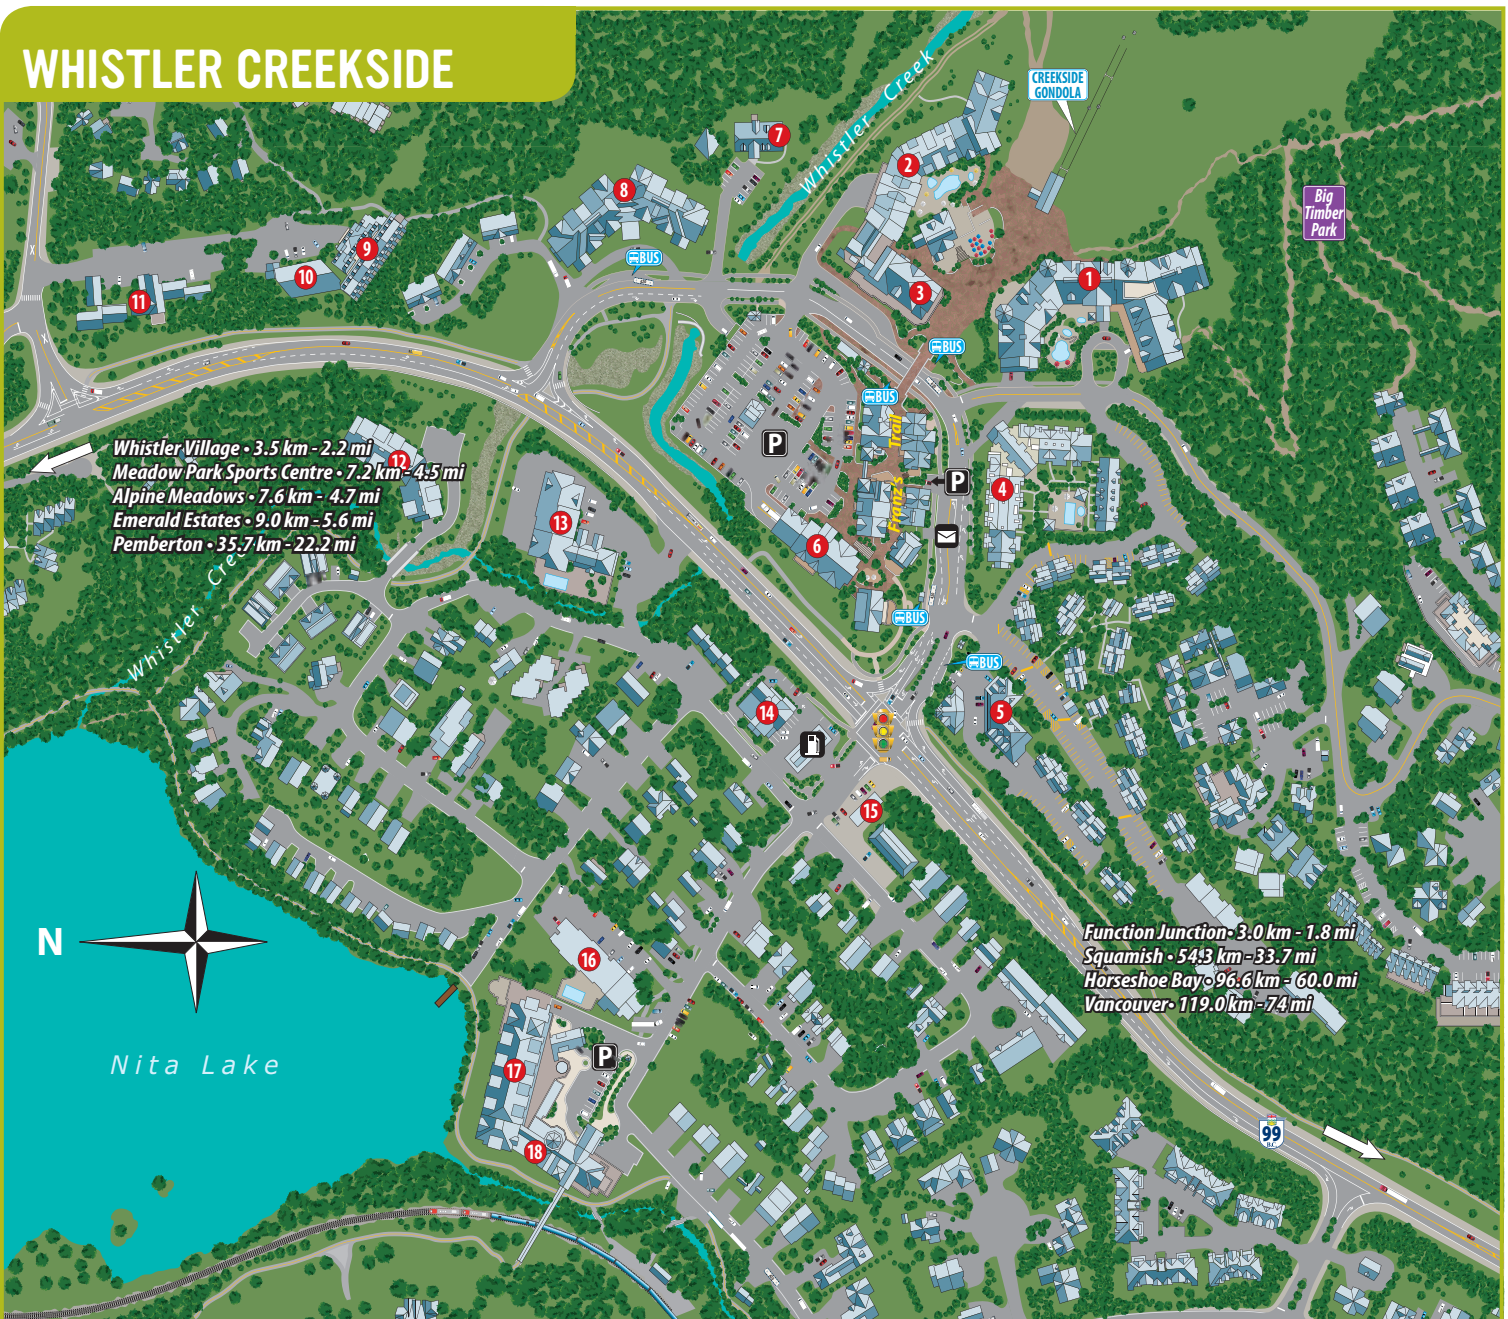 WHISTLER CREEKSIDE
Whistler Creek
CREEKSIDE
GONDOLA
7
2
8
Big
Timber
Park
9
10
11
BUS
1
3
BUS
BUS
Whistler Village • 3.5 km - 2.2 mi
Meadow Park Sports Centre • 7.2 km - 4.5 mi
Alpine Meadows • 7.6 km - 4.7 mi
Emerald Estates • 9.0 km - 5.6 mi
Pemberton • 35.7 km - 22.2 mi
12
P
Franz's Trail
P
4
13
6
Whistler Creek
BUS
BUS
5
14
15
N
Function Junction • 3.0 km - 1.8 mi
Squamish • 54.3 km - 33.7 mi
Horseshoe Bay • 96.6 km - 60.0 mi
Vancouver • 119.0 km - 74 mi
16
Nita Lake
P
17
18
99
B.C.